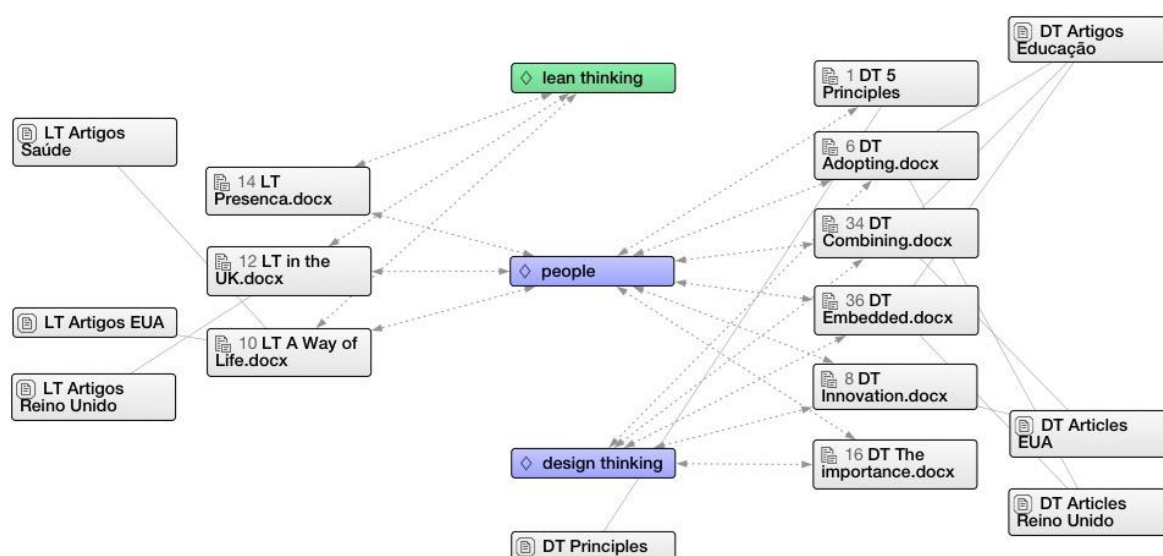 LT Artigos
Saúde
14 LT
Presenca.docx
12 LT in the
UK.docx
LT Artigos EUA
10 LT A Way of
Life.docx
LT Artigos
Reino Unido
lean thinking
people
design thinking
DT Principles
1 DT 5
Principles
6 DT
Adopting.docx
34 DT
Combining.docx
36 DT
Embedded.docx
8 DT
Innovation.docx
16 DT The
importance.docx
DT Artigos
Educação
DT Articles
EUA
DT Articles
Reino Unido